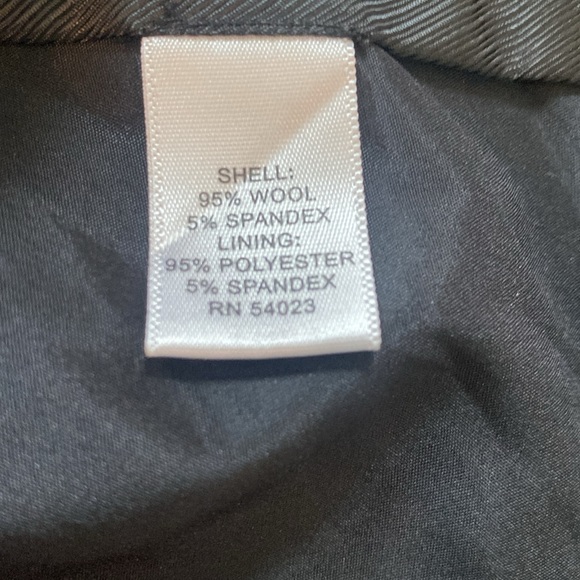 SHELL:
95% WOOL
5% SPANDEX
LINING:
95% POLYESTER
5% SPANDEX
RN 54023